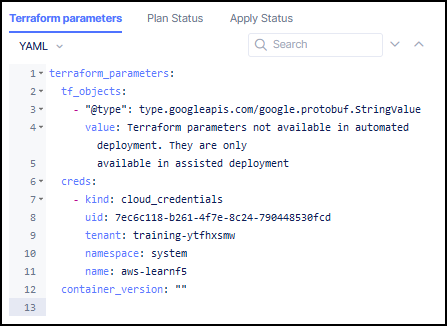 Terraform parameters Plan Status Apply Status
YAML Search
1 terraform_parameters:
2 tf_objects:
3 - "@type": type.googleapis.com/google.protobuf.StringValue
4 value: Terraform parameters not available in automated
deployment. They are only
5 available in assisted deployment
6 creds:
7 - kind: cloud_credentials
8 uid: 7ec6c118-b261-4f7e-8c24-790448530fcd
9 tenant: training-ytfhxsmw
10 namespace: system
11 name: aws-learnf5
12 container_version: ""
13